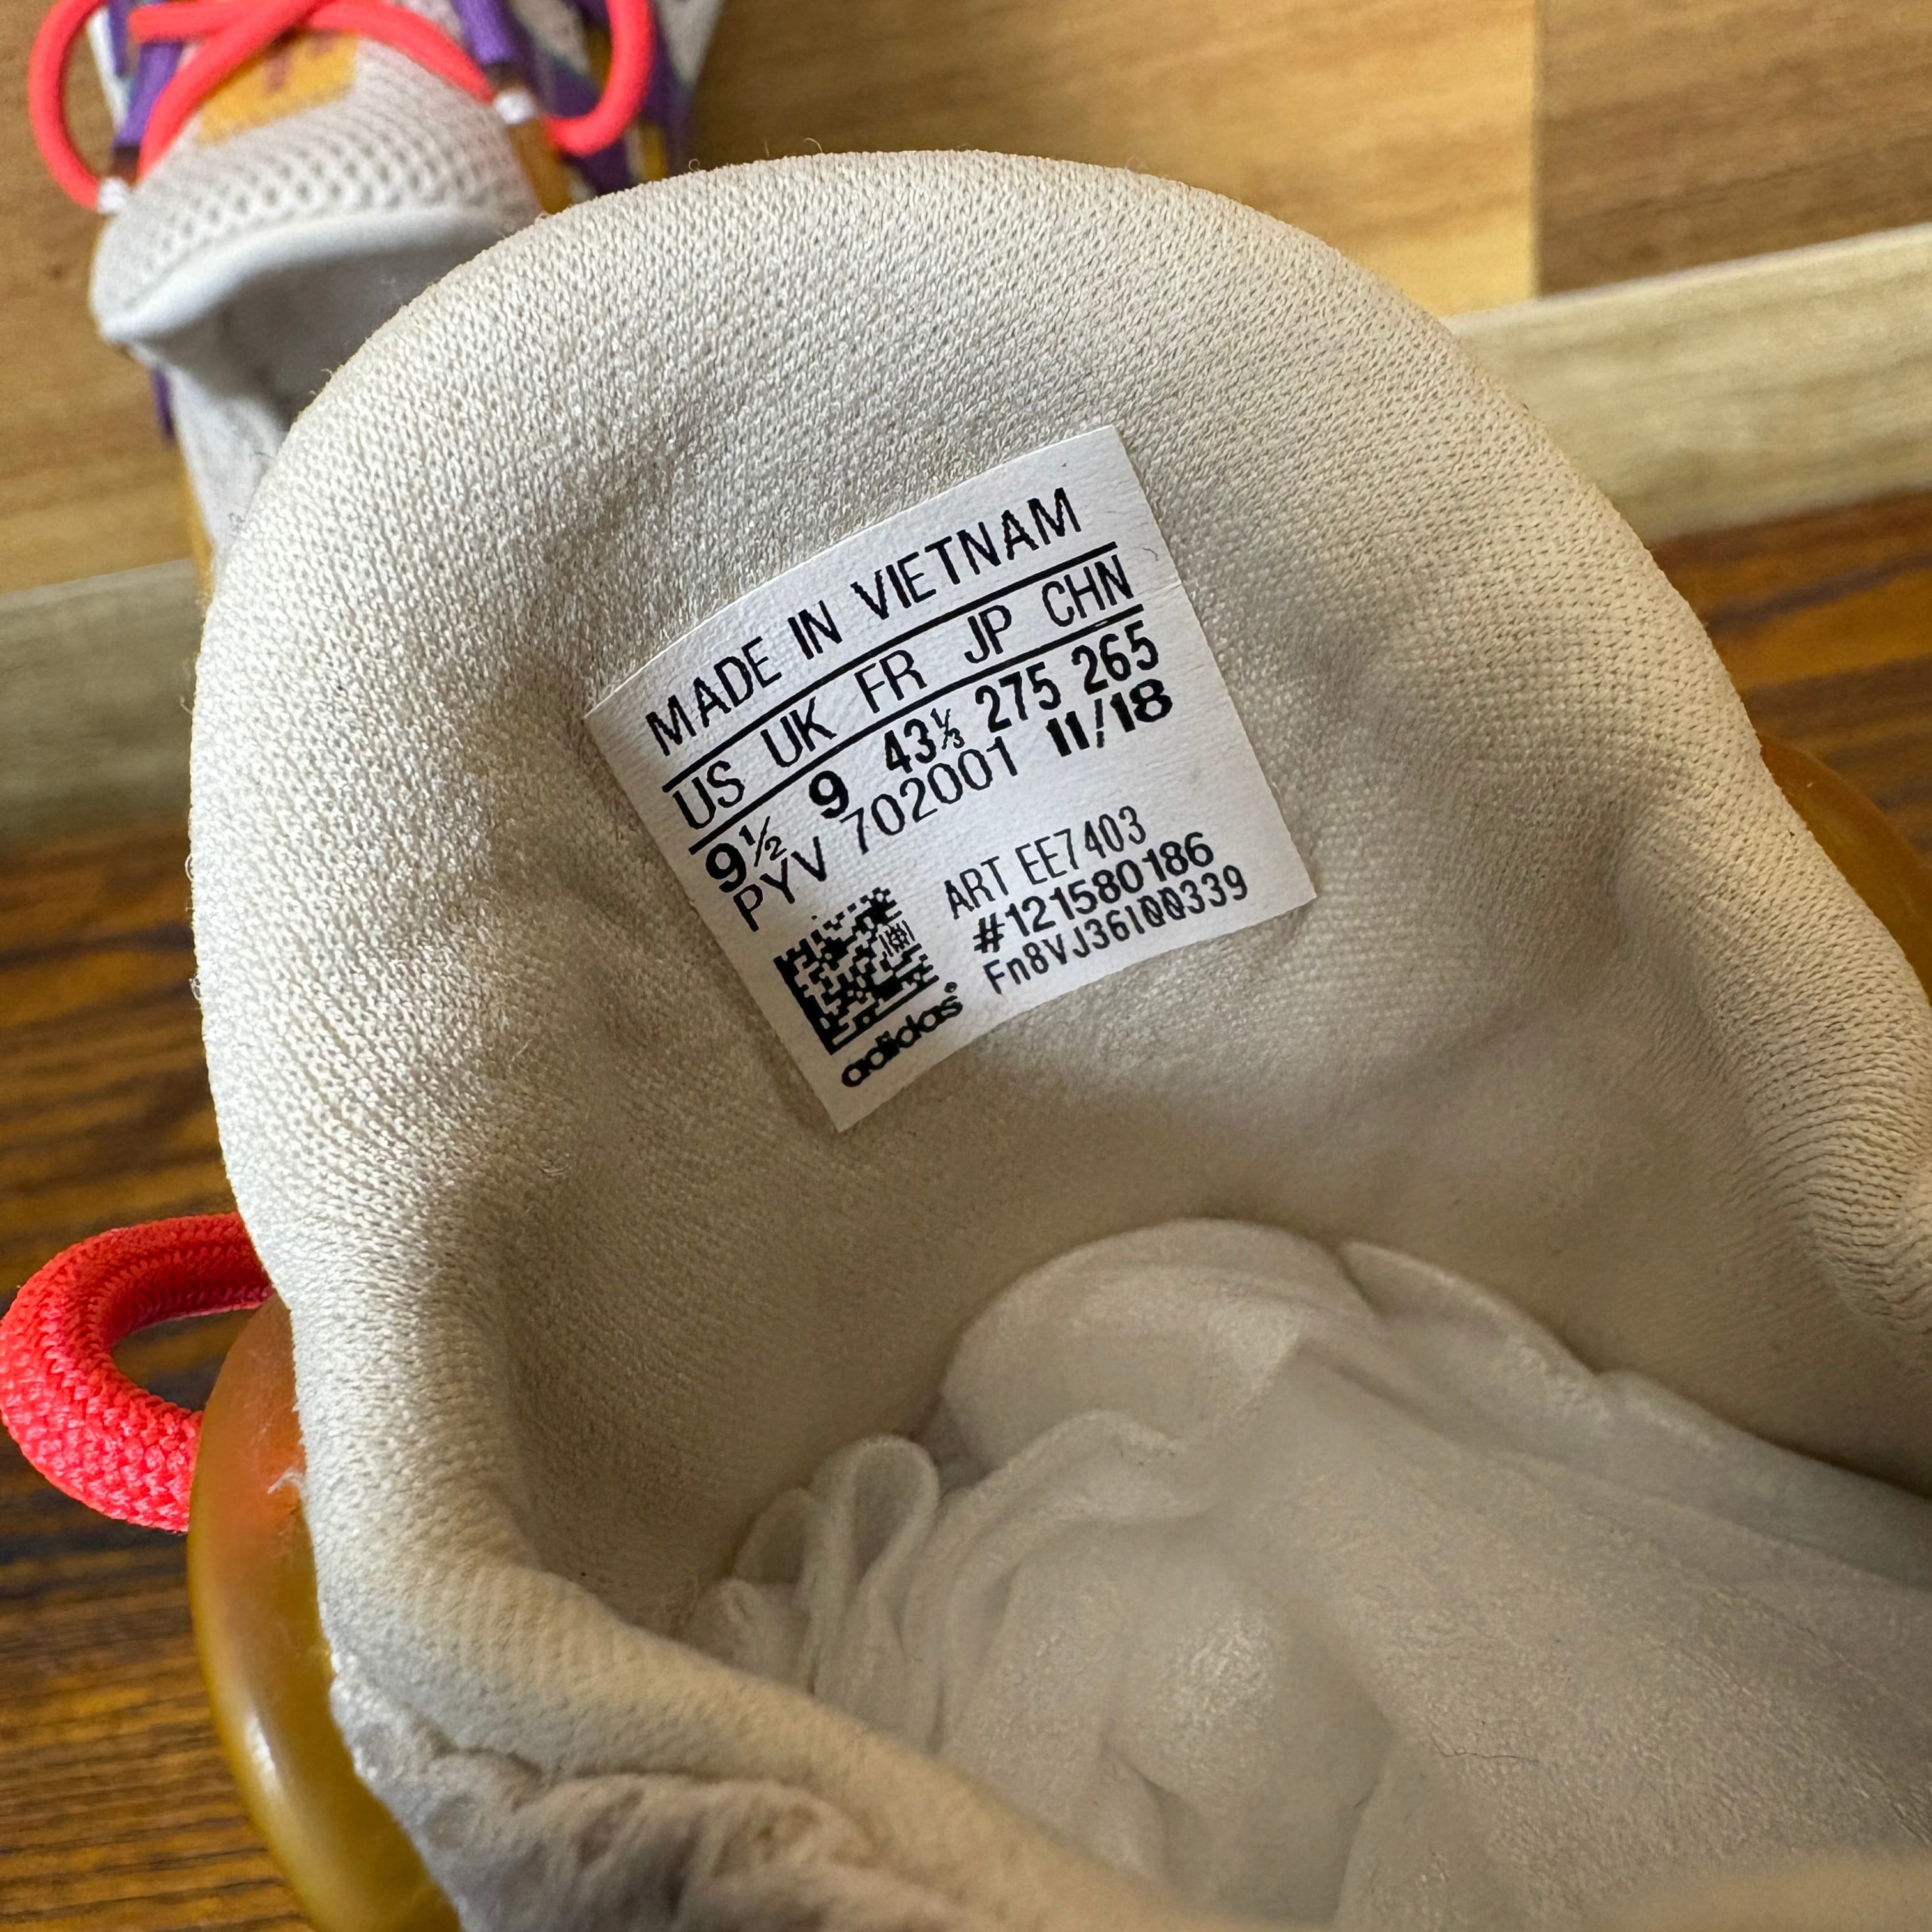 MADE IN VIETNAM
US UK FR JP CHN
9½ 9 43⅓ 275 265
PYV 702001 11/18
ART EE7403
#121580186
Fn8VJ36IQQ339
adidas®